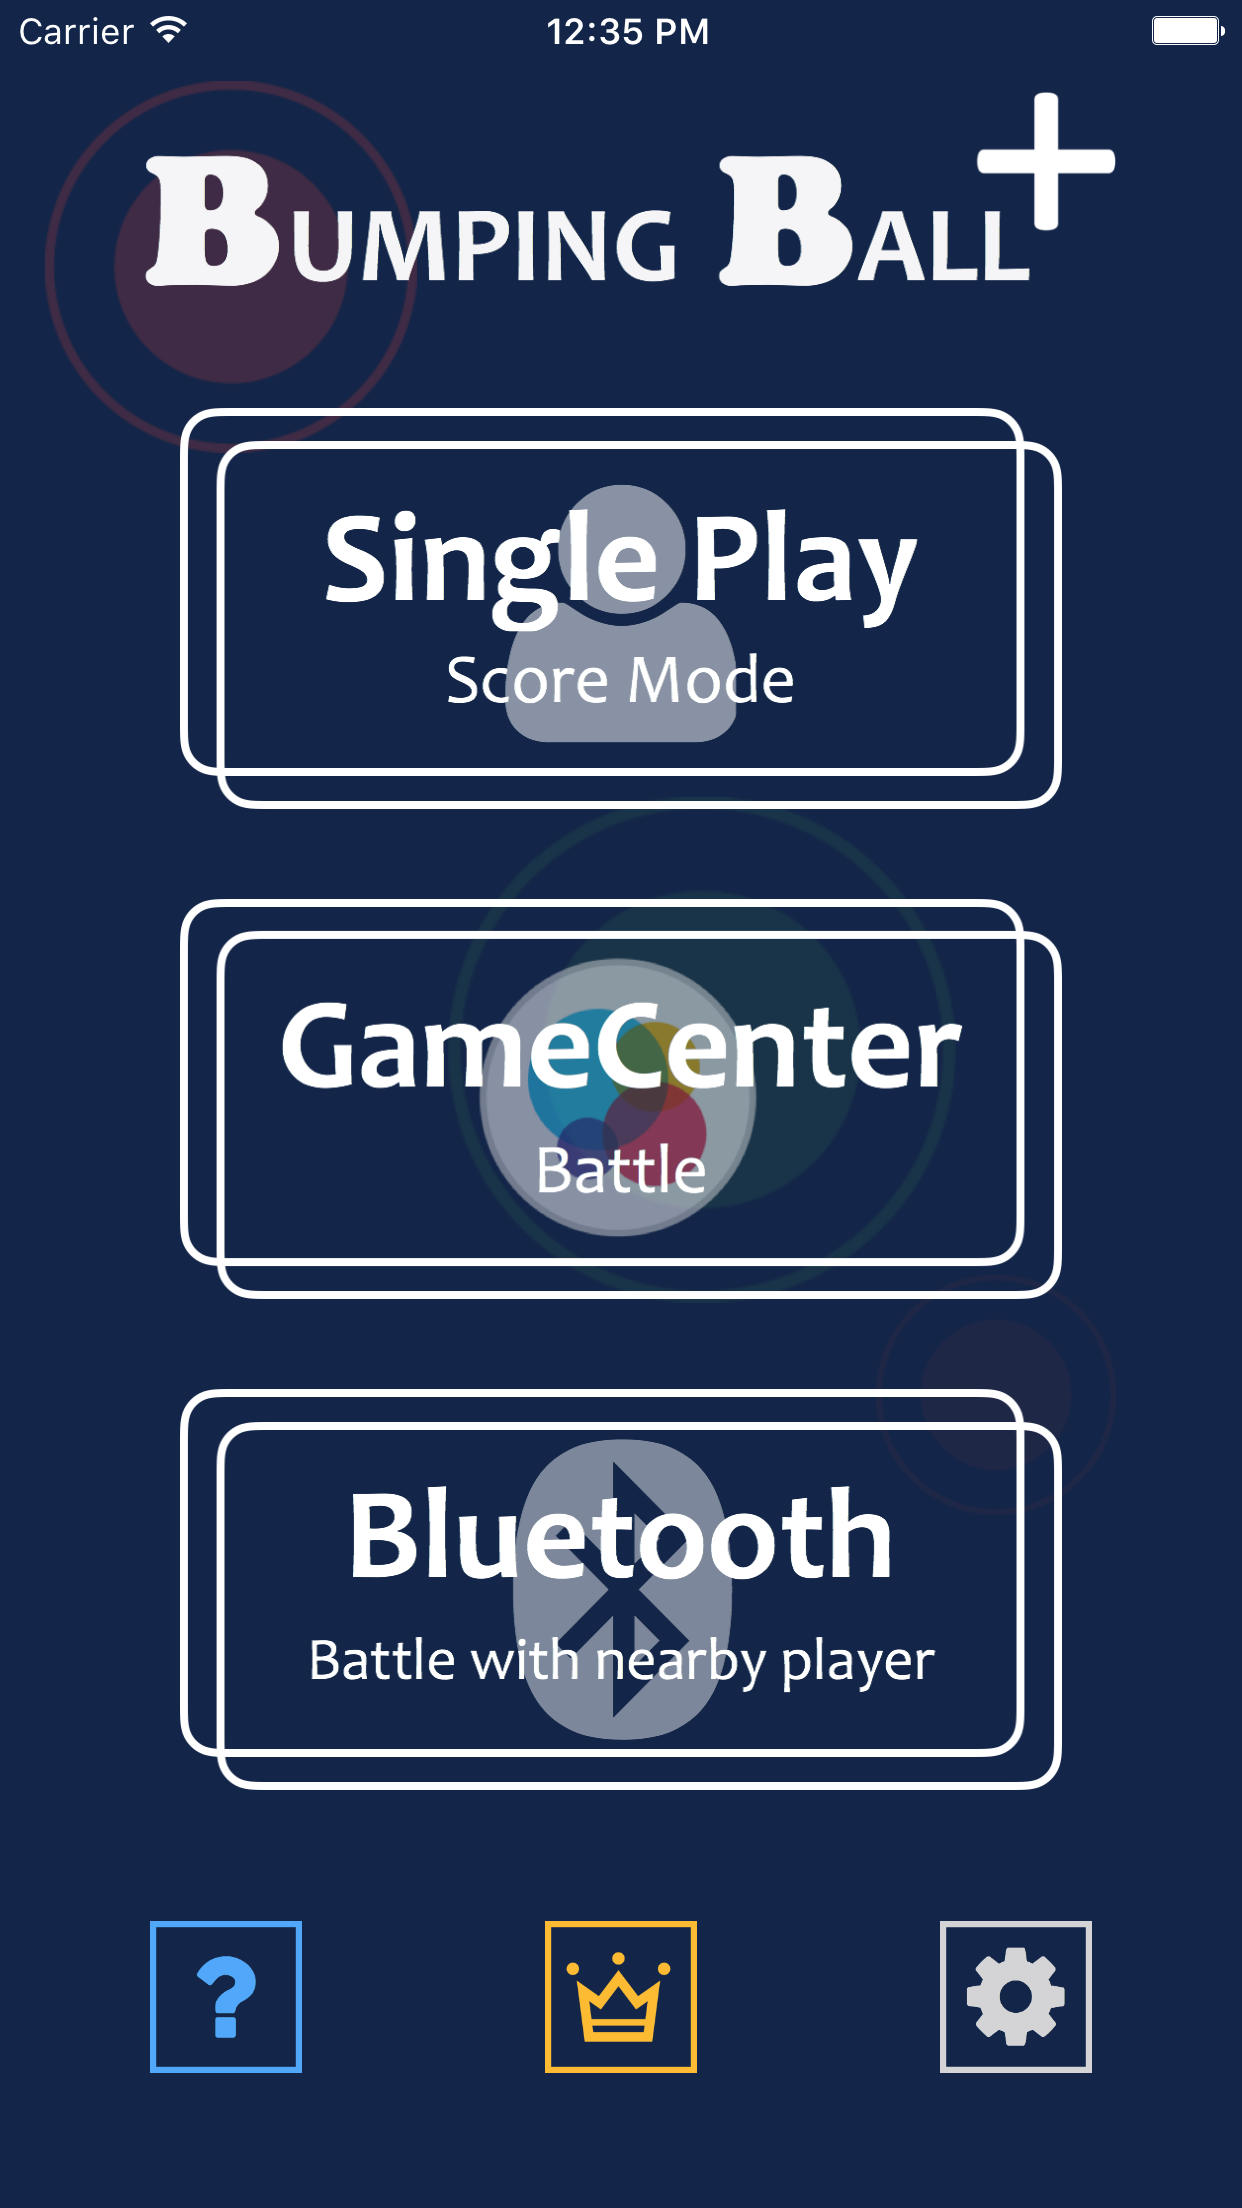 Carrier 12:35 PM
BUMPING BALL+
Single Play
Score Mode
GameCenter
Battle
Bluetooth
Battle with nearby player
?